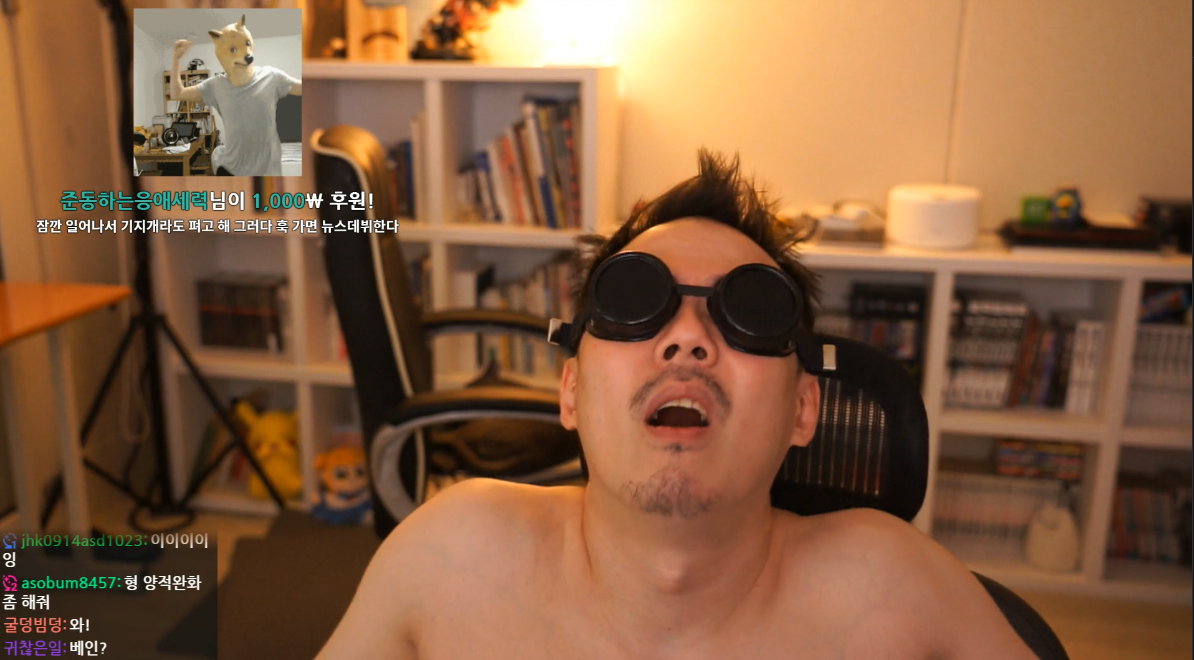 준동하는응애세력님이 1,000₩ 후원!
잠깐 일어나서 기지개라도 펴고 해 그러다 훅 가면 뉴스데뷔한다
jhk0914asd1023: 이이이이
잉
asobum8457: 형 양적완화
좀 해줘
굴덩빔덩: 와!
귀찮은일: 베인?